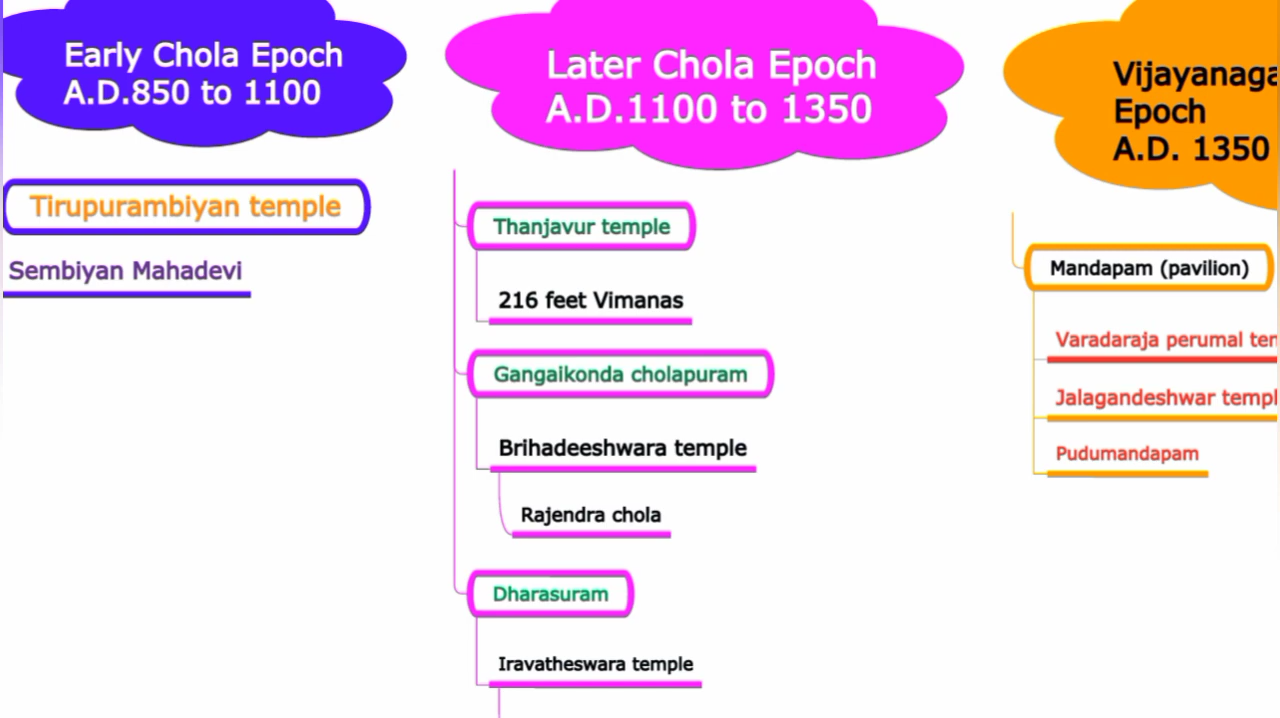 Early Chola Epoch
A.D.850 to 1100
Tirupurambiyan temple
Sembiyan Mahadevi
Later Chola Epoch
A.D.1100 to 1350
Thanjavur temple
216 feet Vimanas
Gangaikonda cholapuram
Brihadeeshwara temple
Rajendra chola
Dharasuram
Iravatheswara temple
Vijayanaga
Epoch
A.D. 1350
Mandapam (pavilion)
Varadaraja perumal tem
Jalagandeshwar templ
Pudumandapam